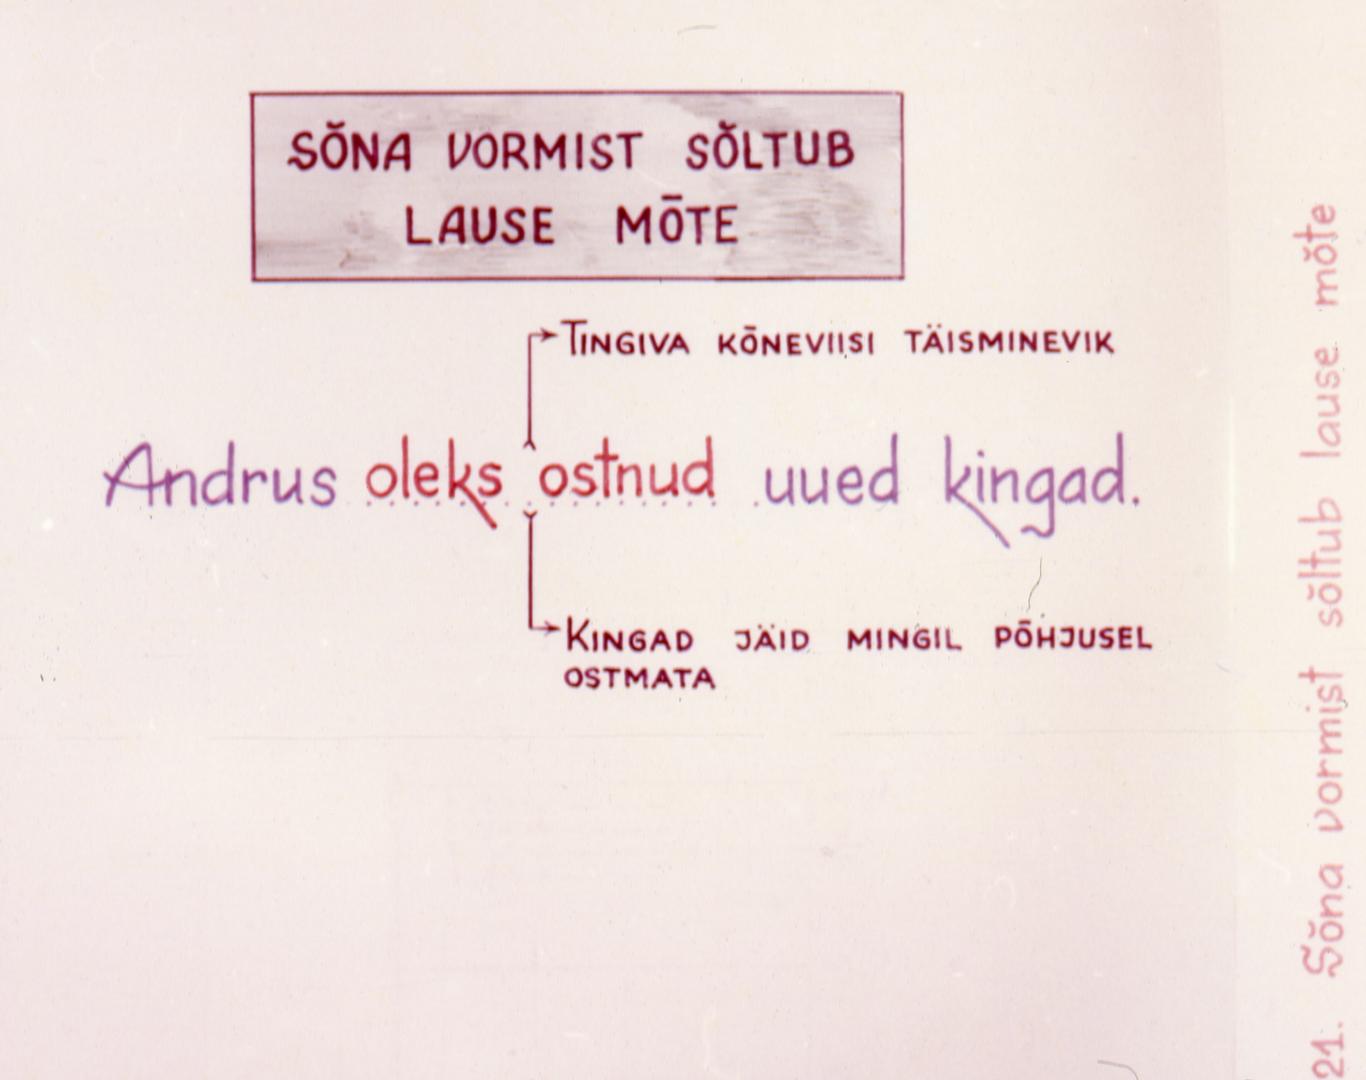 SÕNA VORMIST SÕLTUB
LAUSE MÕTE
TINGIVA KÕNEVIISI TÄISMINEVIK
Andrus oleks ostnud uued kingad.
KINGAD JÄID MINGIL PÕHJUSEL
OSTMATA
21. Sõna vormist sõltub lause mõte